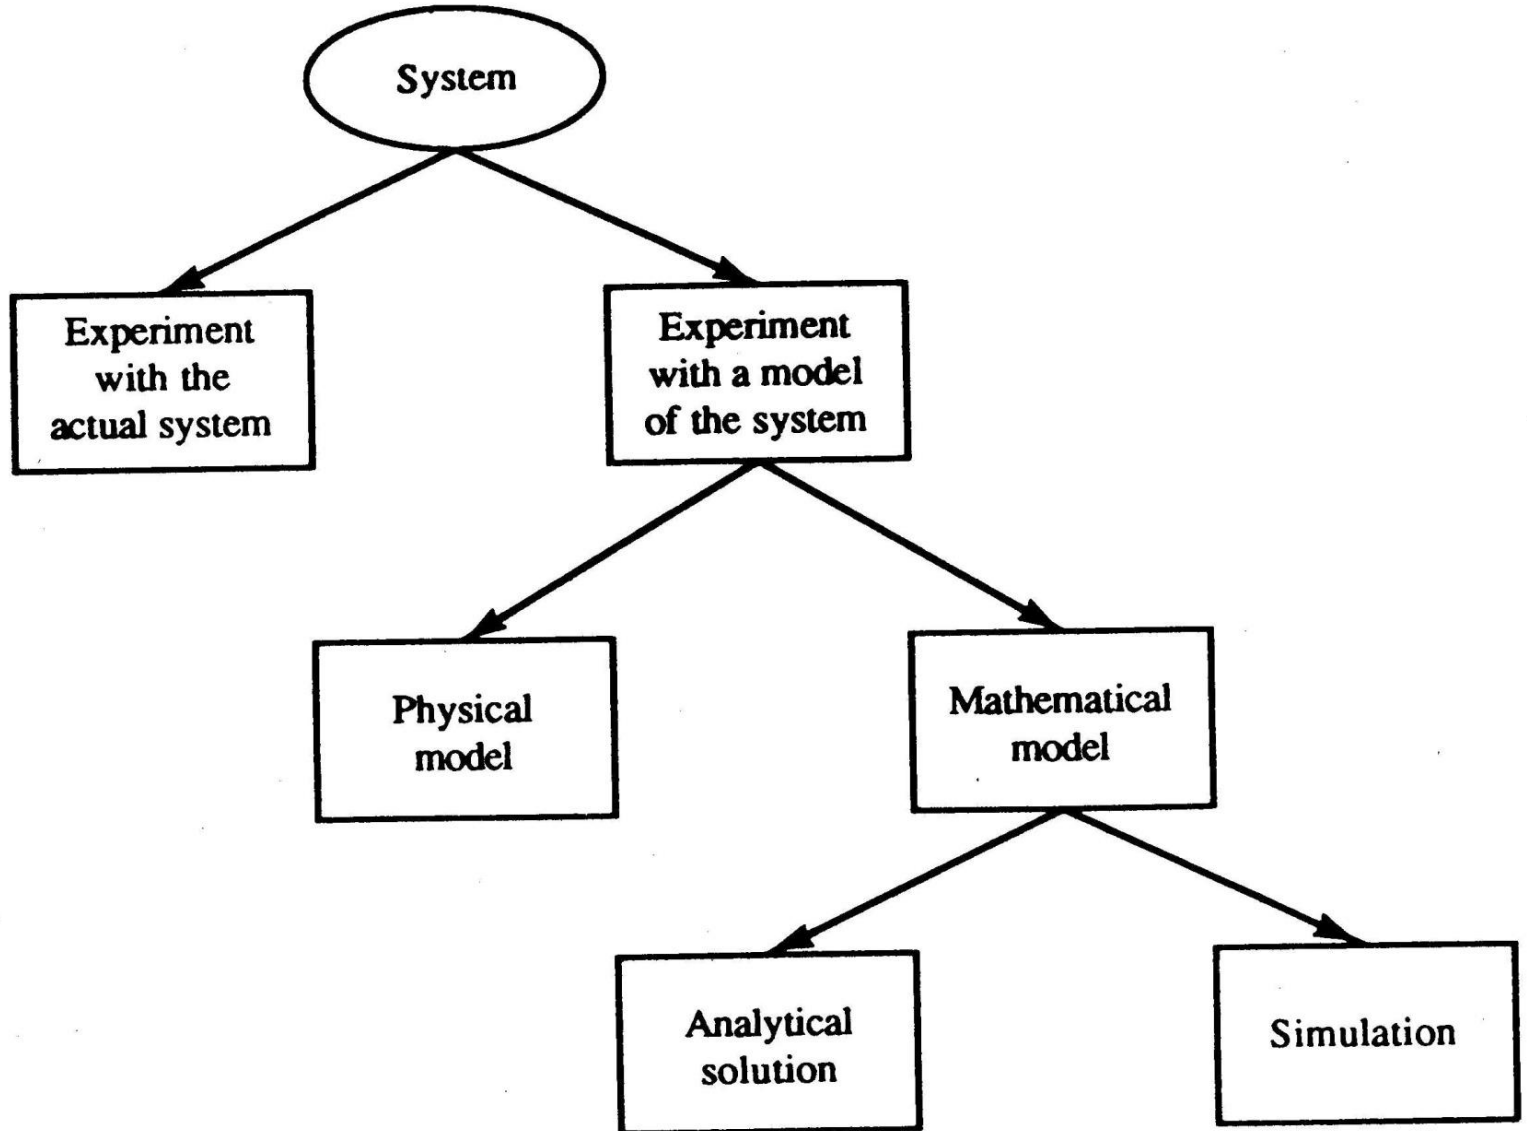 System
Experiment
with the
actual system
Experiment
with a model
of the system
Physical
model
Mathematical
model
Analytical
solution
Simulation